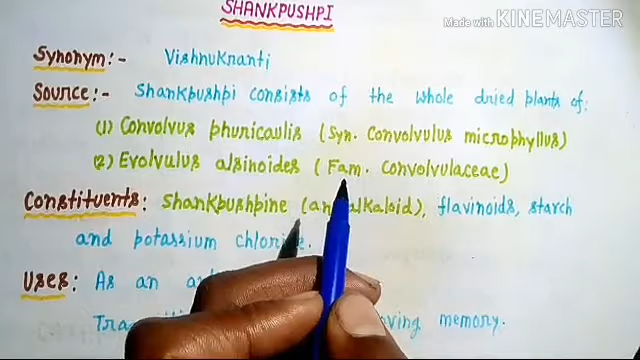 SHANKPUSHPI
Made with KINEMASTER
Synonym:- Vishnukranti
Source:- Shankpushpi consists of the whole dried plants of:
(1) Convolvus phuricaulis (Syn. Convolvulus microphyllus)
(2) Evolvulus alsinoides (Fam. Convolvulaceae)
Constituents: Shankpushpine (an alkaloid), flavinoids, starch
and potassium chloride.
Uses: As an
memory.